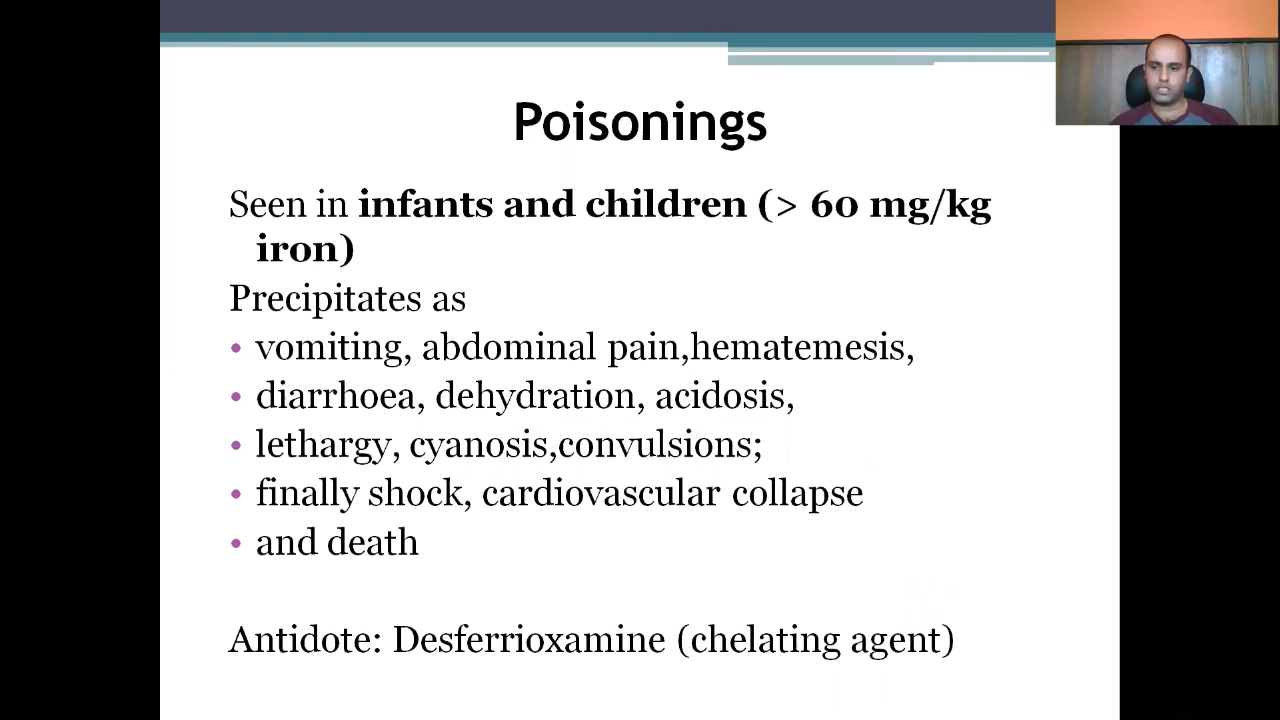 Poisonings
Seen in infants and children (> 60 mg/kg
iron)
Precipitates as
• vomiting, abdominal pain,hematemesis,
• diarrhoea, dehydration, acidosis,
• lethargy, cyanosis,convulsions;
• finally shock, cardiovascular collapse
• and death
Antidote: Desferrioxamine (chelating agent)